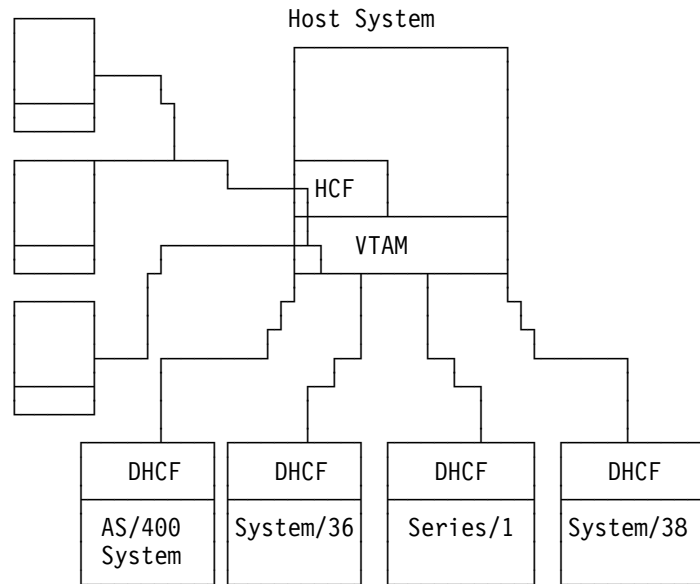 Host System
HCF
VTAM
DHCF
DHCF
DHCF
DHCF
AS/400
System
System/36
Series/1
System/38